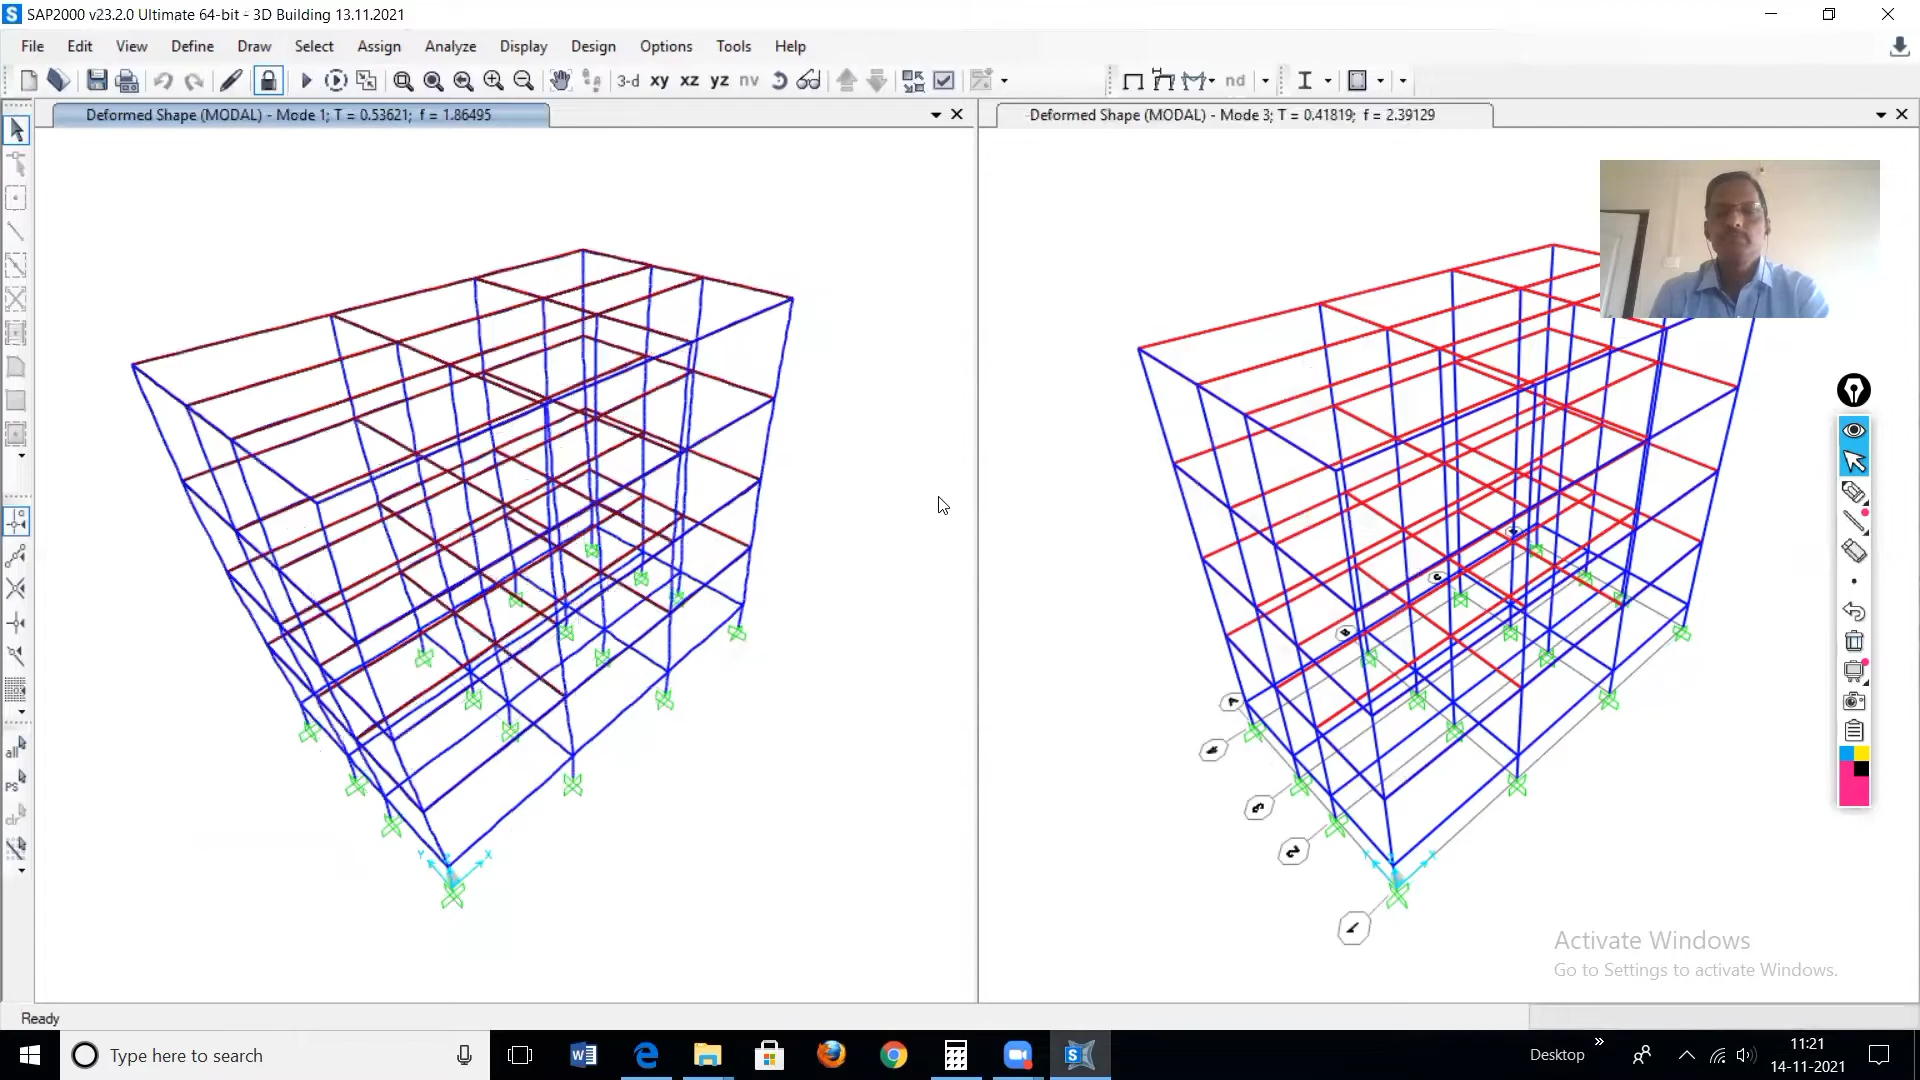 SAP2000 v23.2.0 Ultimate 64-bit - 3D Building 13.11.2021
File Edit View Define Draw Select Assign Analyze Display Design Options Tools Help
3-d xy xz yz nv nd
Deformed Shape (MODAL) - Mode 1; T = 0.53621; f = 1.86495
Deformed Shape (MODAL) - Mode 3; T = 0.41819; f = 2.39129
all
PS
clr
Y X
Y X
Activate Windows
Go to Settings to activate Windows.
Ready
Type here to search
Desktop
11:21
14-11-2021